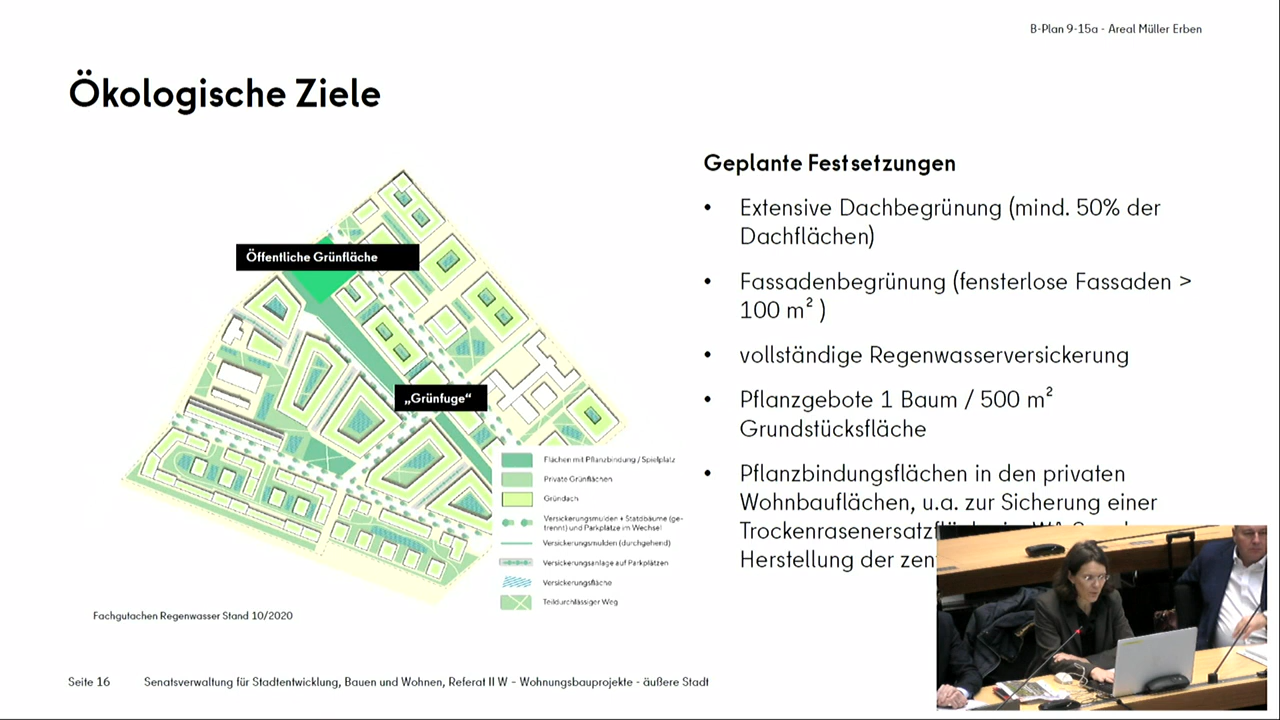 B-Plan 9-15a - Areal Müller Erben
Ökologische Ziele
Öffentliche Grünfläche
„Grünfuge“
Flächen mit Pflanzbindung / Spielplatz
Private Grünflächen
Gründach
Versickerungsmulden + Stadtbäume (ge-
trennt) und Parkplätze im Wechsel
Versickerungsmulden (durchgehend)
Versickerungsanlage auf Parkplätzen
Versickerungsfläche
Teildurchlässiger Weg
Fachgutachen Regenwasser Stand 10/2020
Geplante Festsetzungen
• Extensive Dachbegrünung (mind. 50% der
Dachflächen)
• Fassadenbegrünung (fensterlose Fassaden >
100 m² )
• vollständige Regenwasserversickerung
• Pflanzgebote 1 Baum / 500 m²
Grundstücksfläche
• Pflanzbindungsflächen in den privaten
Wohnbauflächen, u.a. zur Sicherung einer
Herstellung der
Seite 16 Senatsverwaltung für Stadtentwicklung, Bauen und Wohnen, Referat II W – Wohnungsbauprojekte - äußere Stadt